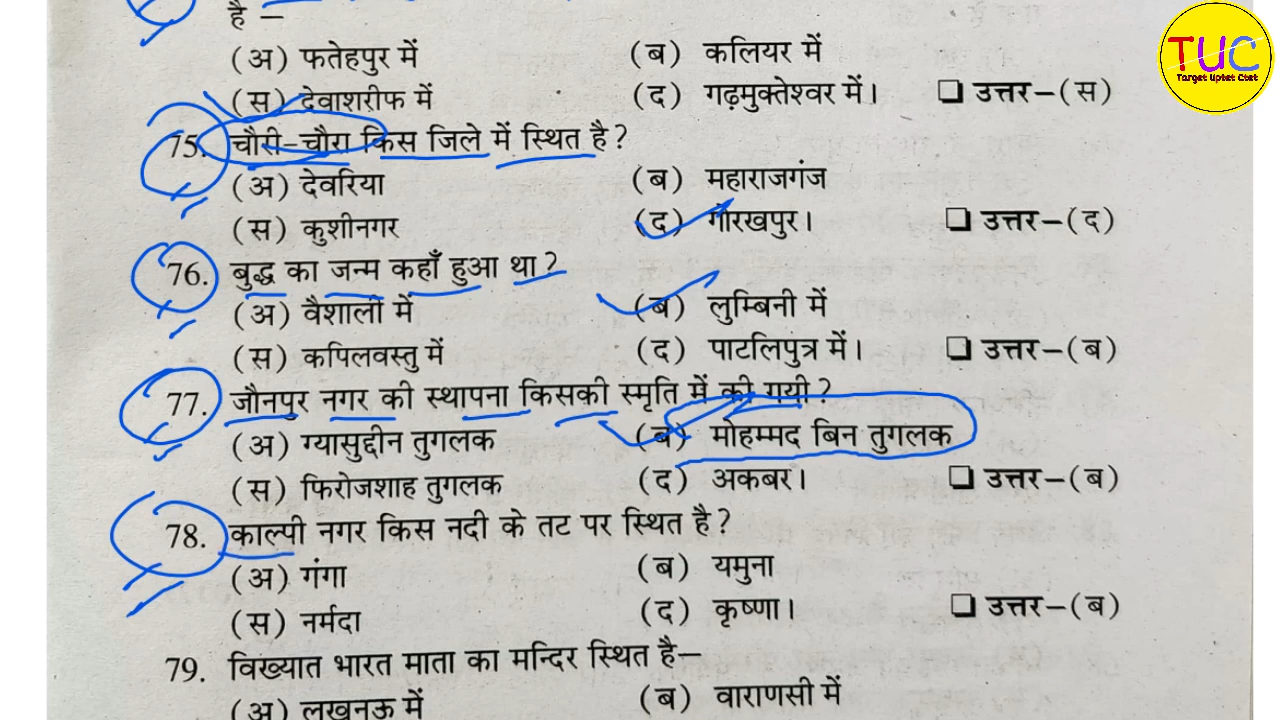 है –
(अ) फतेहपुर में (ब) कलियर में
(स) देवाशरीफ में (द) गढ़मुक्तेश्वर में। ❑ उत्तर–(स)
75. चौरी-चौरा किस जिले में स्थित है?
(अ) देवरिया (ब) महाराजगंज
(स) कुशीनगर (द) गोरखपुर। ❑ उत्तर–(द)
76. बुद्ध का जन्म कहाँ हुआ था?
(अ) वैशाली में (ब) लुम्बिनी में
(स) कपिलवस्तु में (द) पाटलिपुत्र में। ❑ उत्तर–(ब)
77. जौनपुर नगर की स्थापना किसकी स्मृति में की गयी?
(अ) ग्यासुद्दीन तुगलक (ब) मोहम्मद बिन तुगलक
(स) फिरोजशाह तुगलक (द) अकबर। ❑ उत्तर–(ब)
78. काल्पी नगर किस नदी के तट पर स्थित है?
(अ) गंगा (ब) यमुना
(स) नर्मदा (द) कृष्णा। ❑ उत्तर–(ब)
79. विख्यात भारत माता का मन्दिर स्थित है–
(अ) लखनऊ में (ब) वाराणसी में
TUC
Target Uptet Ctet